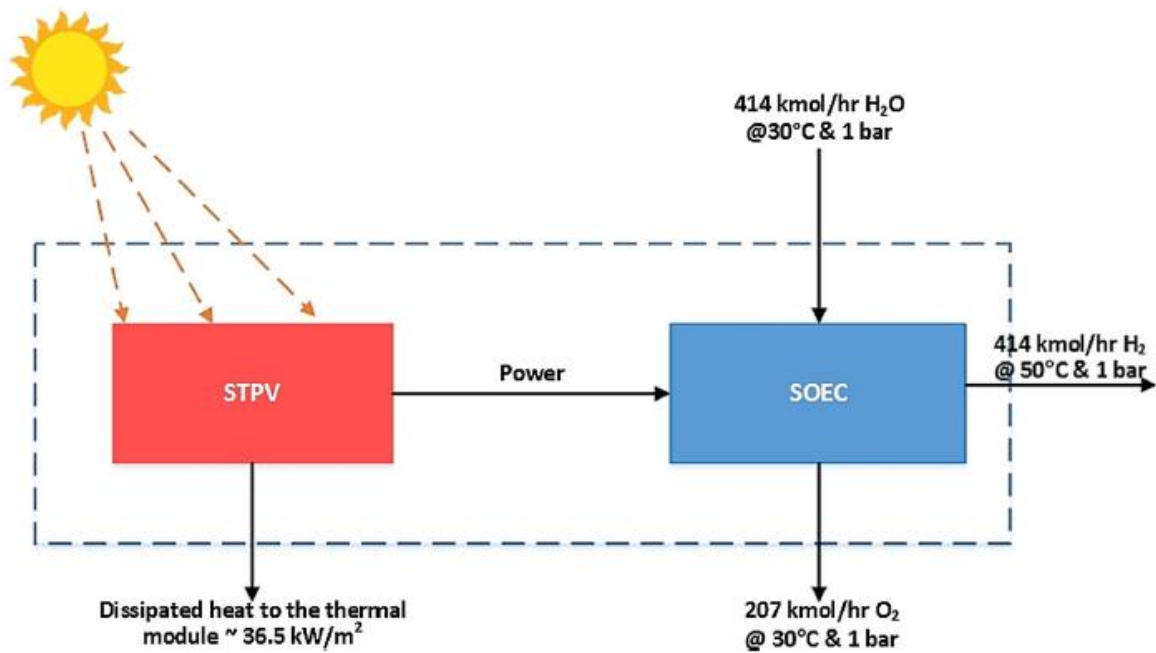 414 kmol/hr H₂O
@30°C & 1 bar
STPV
Power
SOEC
414 kmol/hr H₂
@ 50°C & 1 bar
Dissipated heat to the thermal
module ~ 36.5 kW/m²
207 kmol/hr O₂
@ 30°C & 1 bar